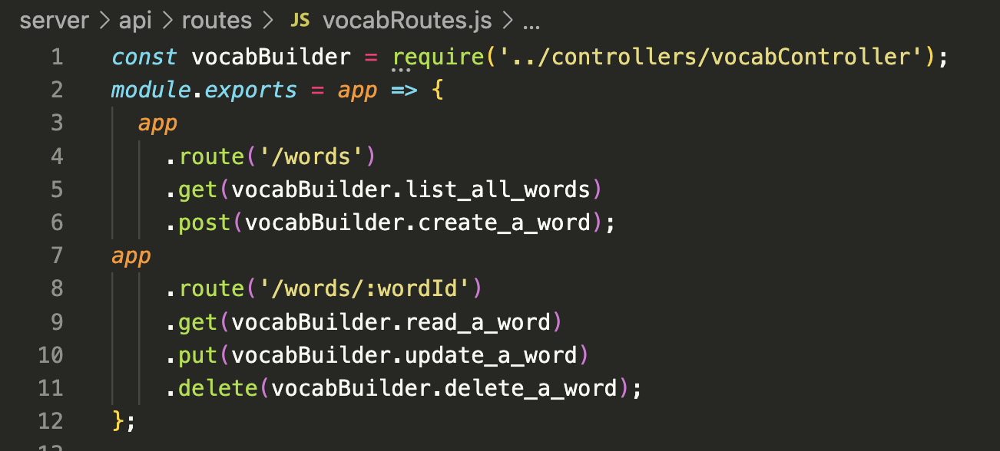 server > api > routes > JS vocabRoutes.js > ...
1 const vocabBuilder = require('../controllers/vocabController');
2 module.exports = app => {
3   app
4     .route('/words')
5     .get(vocabBuilder.list_all_words)
6     .post(vocabBuilder.create_a_word);
7 app
8     .route('/words/:wordId')
9     .get(vocabBuilder.read_a_word)
10     .put(vocabBuilder.update_a_word)
11     .delete(vocabBuilder.delete_a_word);
12 };
13